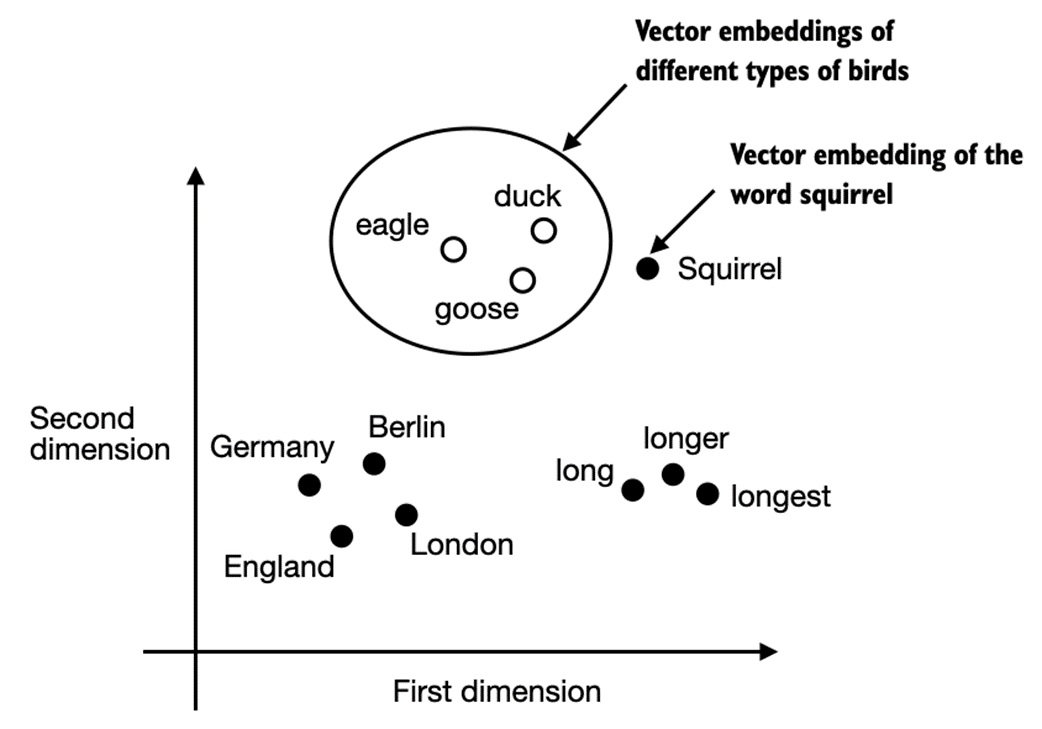 Vector embeddings of
different types of birds
Vector embedding of the
word squirrel
duck
eagle
goose
Squirrel
Second
dimension
Germany
Berlin
England
London
longer
long
longest
First dimension